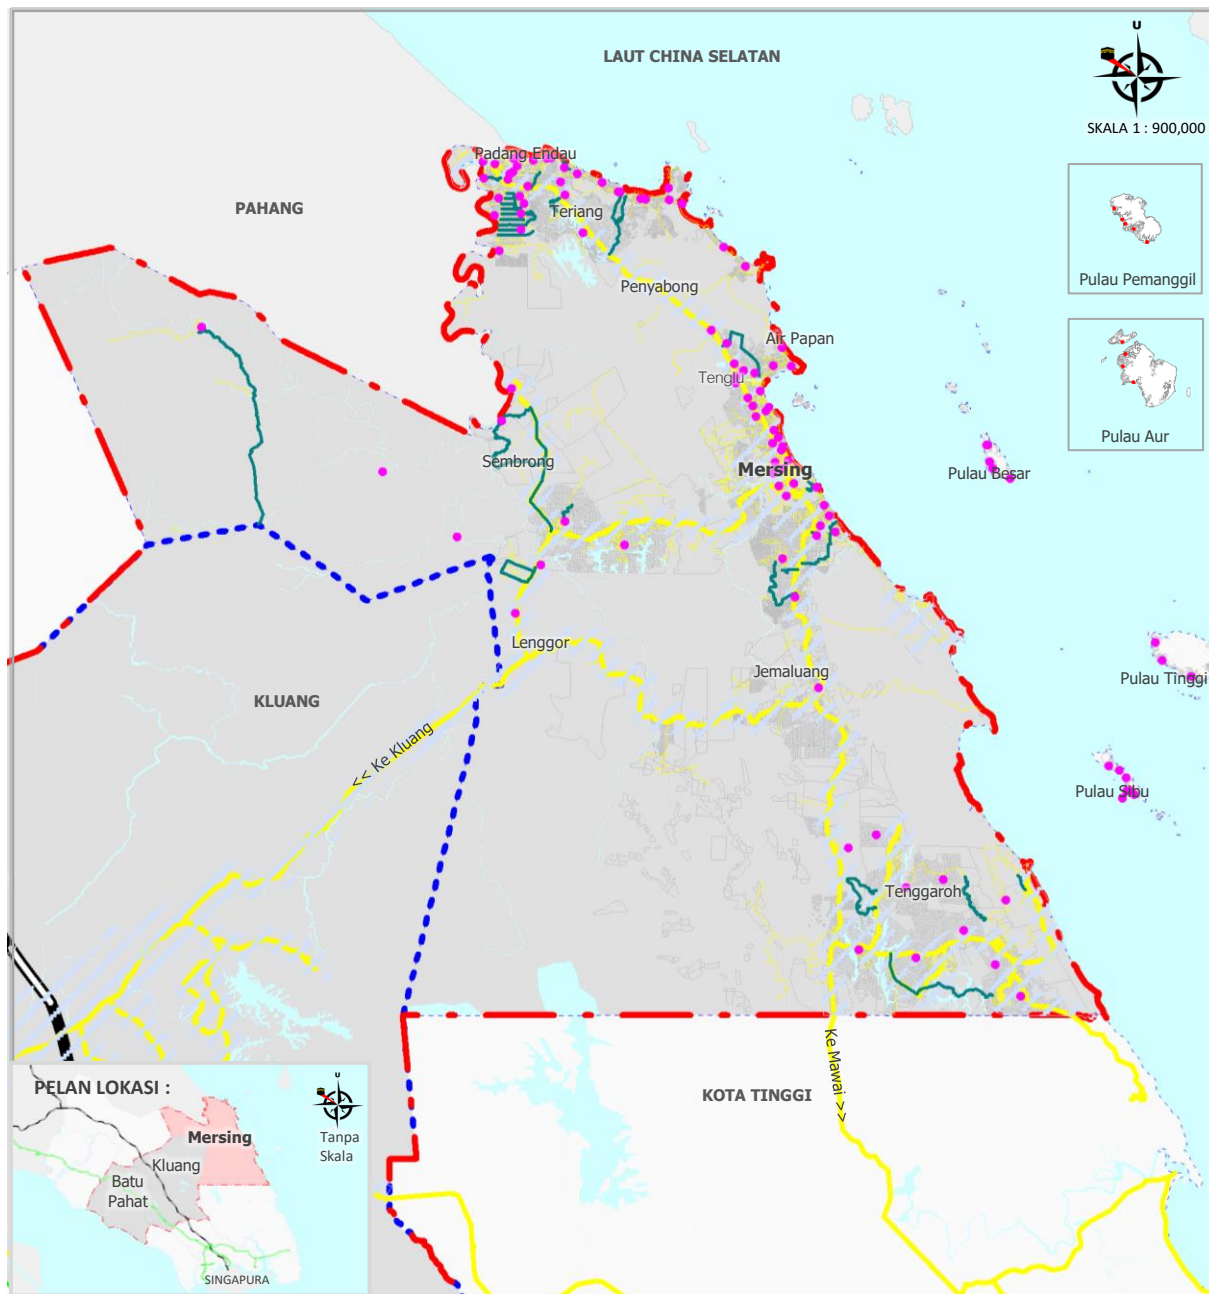 LAUT CHINA SELATAN
U
SKALA 1 : 900,000
Padang Endau
PAHANG
Teriang
Pulau Pemanggil
Penyabong
Air Papan
Tenglu
Pulau Aur
Sembrong
Mersing
Pulau Besar
Lenggor
Jemaluang
Pulau Tinggi
KLUANG
<< Ke Kluang
Pulau Sibu
Tenggaroh
Ke Mawai >>
KOTA TINGGI
PELAN LOKASI :
U
Tanpa
Skala
Mersing
Kluang
Batu
Pahat
SINGAPURA